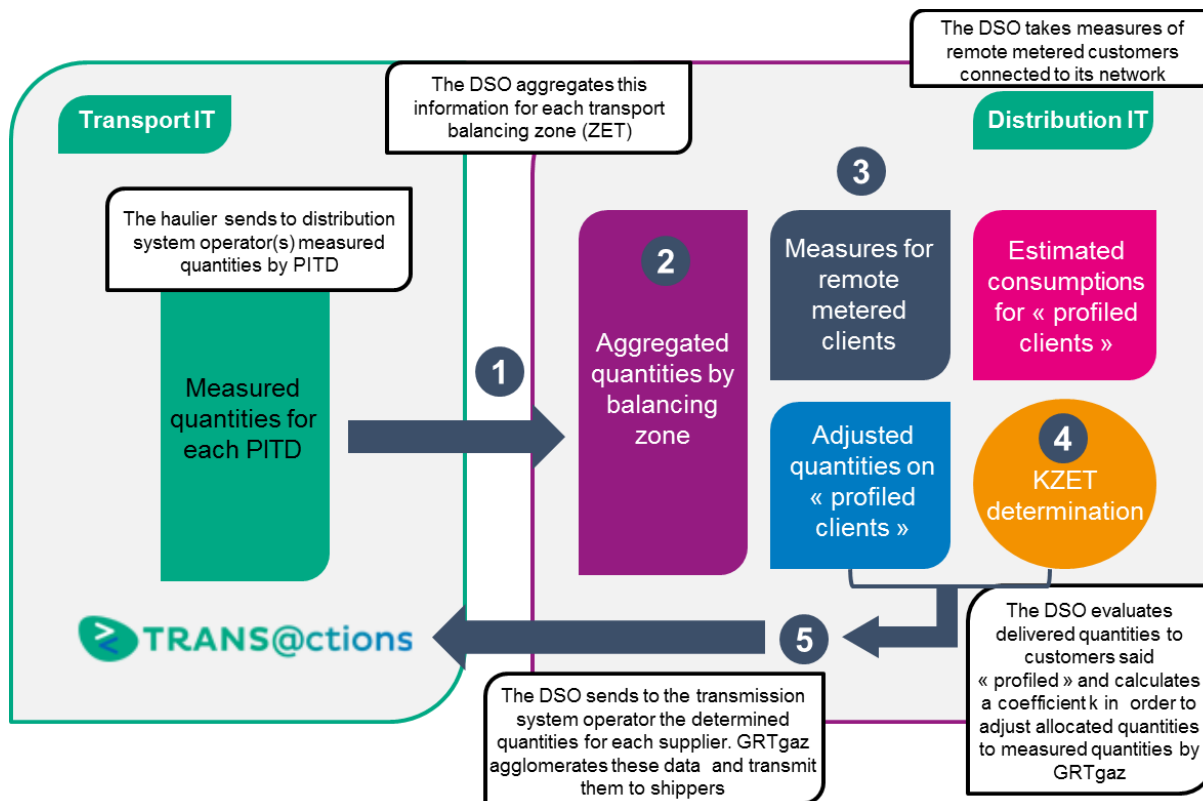 The DSO takes measures of
remote metered customers
connected to its network
The DSO aggregates this
information for each transport
balancing zone (ZET)
Transport IT
Distribution IT
3
The haulier sends to distribution
system operator(s) measured
quantities by PITD
2
Measures for
remote
metered
clients
Estimated
consumptions
for « profiled
clients »
1
Aggregated
quantities by
balancing
zone
Measured
quantities for
each PITD
Adjusted
quantities on
« profiled
clients »
4
KZET
determination
TRANS@ctions
5
The DSO evaluates
delivered quantities to
customers said
« profiled » and calculates
a coefficient k in order to
adjust allocated quantities
to measured quantities by
GRTgaz
The DSO sends to the transmission
system operator the determined
quantities for each supplier. GRTgaz
agglomerates these data and transmit
them to shippers